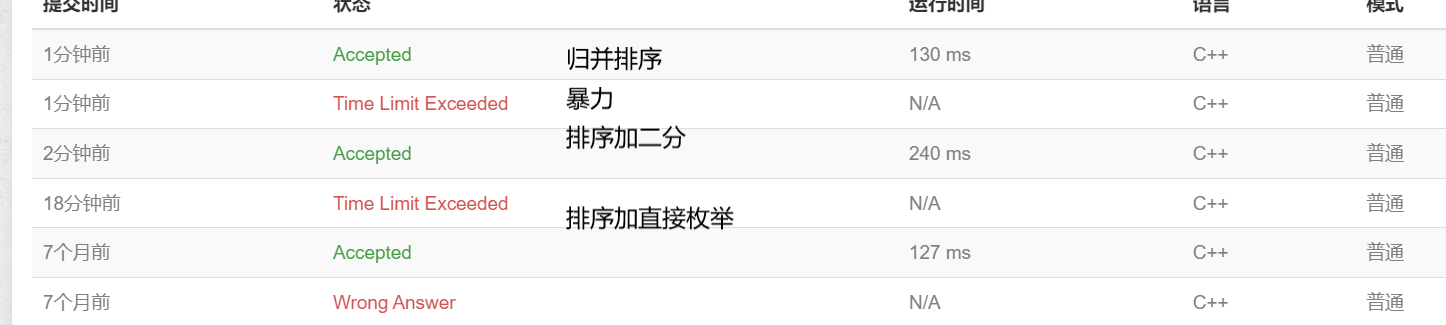 提交时间 状态 运行时间 语言 模式
1分钟前 Accepted 归并排序 130 ms C++ 普通
1分钟前 Time Limit Exceeded 暴力 N/A C++ 普通
2分钟前 Accepted 排序加二分 240 ms C++ 普通
18分钟前 Time Limit Exceeded 排序加直接枚举 N/A C++ 普通
7个月前 Accepted 127 ms C++ 普通
7个月前 Wrong Answer N/A C++ 普通